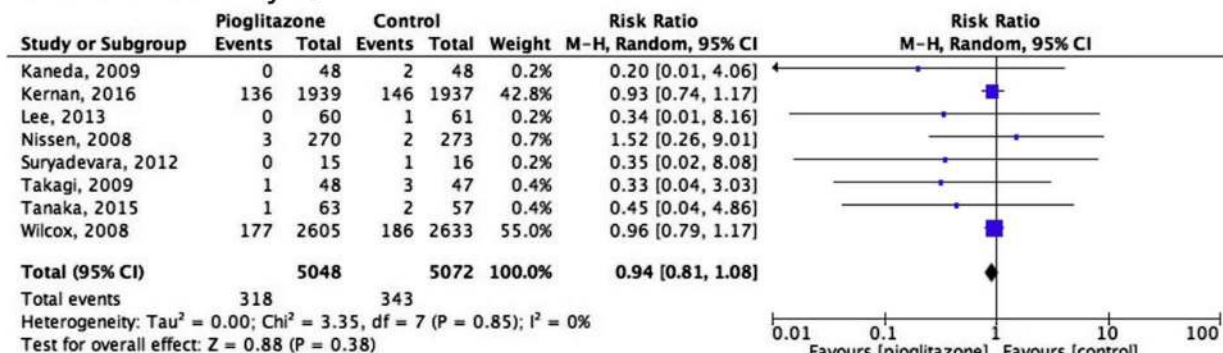 Pioglitazone Control Risk Ratio Risk Ratio
Study or Subgroup Events Total Events Total Weight M-H, Random, 95% CI M-H, Random, 95% CI
Kaneda, 2009 0 48 2 48 0.2% 0.20 [0.01, 4.06]
Kernan, 2016 136 1939 146 1937 42.8% 0.93 [0.74, 1.17]
Lee, 2013 0 60 1 61 0.2% 0.34 [0.01, 8.16]
Nissen, 2008 3 270 2 273 0.7% 1.52 [0.26, 9.01]
Suryadevara, 2012 0 15 1 16 0.2% 0.35 [0.02, 8.08]
Takagi, 2009 1 48 3 47 0.4% 0.33 [0.04, 3.03]
Tanaka, 2015 1 63 2 57 0.4% 0.45 [0.04, 4.86]
Wilcox, 2008 177 2605 186 2633 55.0% 0.96 [0.79, 1.17]
Total (95% CI) 5048 5072 100.0% 0.94 [0.81, 1.08]
Total events 318 343
Heterogeneity: Tau² = 0.00; Chi² = 3.35, df = 7 (P = 0.85); I² = 0%
Test for overall effect: Z = 0.88 (P = 0.38)
0.01 0.1 1 10 100
Favours [pioglitazone] Favours [control]